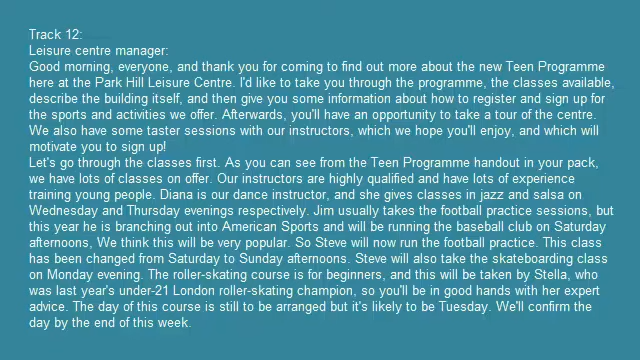 Track 12:
Leisure centre manager:
Good morning, everyone, and thank you for coming to find out more about the new Teen Programme
here at the Park Hill Leisure Centre. I'd like to take you through the programme, the classes available,
describe the building itself, and then give you some information about how to register and sign up for
the sports and activities we offer. Afterwards, you'll have an opportunity to take a tour of the centre.
We also have some taster sessions with our instructors, which we hope you'll enjoy, and which will
motivate you to sign up!
Let's go through the classes first. As you can see from the Teen Programme handout in your pack,
we have lots of classes on offer. Our instructors are highly qualified and have lots of experience
training young people. Diana is our dance instructor, and she gives classes in jazz and salsa on
Wednesday and Thursday evenings respectively. Jim usually takes the football practice sessions, but
this year he is branching out into American Sports and will be running the baseball club on Saturday
afternoons, We think this will be very popular. So Steve will now run the football practice. This class
has been changed from Saturday to Sunday afternoons. Steve will also take the skateboarding class
on Monday evening. The roller-skating course is for beginners, and this will be taken by Stella, who
was last year's under-21 London roller-skating champion, so you'll be in good hands with her expert
advice. The day of this course is still to be arranged but it's likely to be Tuesday. We'll confirm the
day by the end of this week.